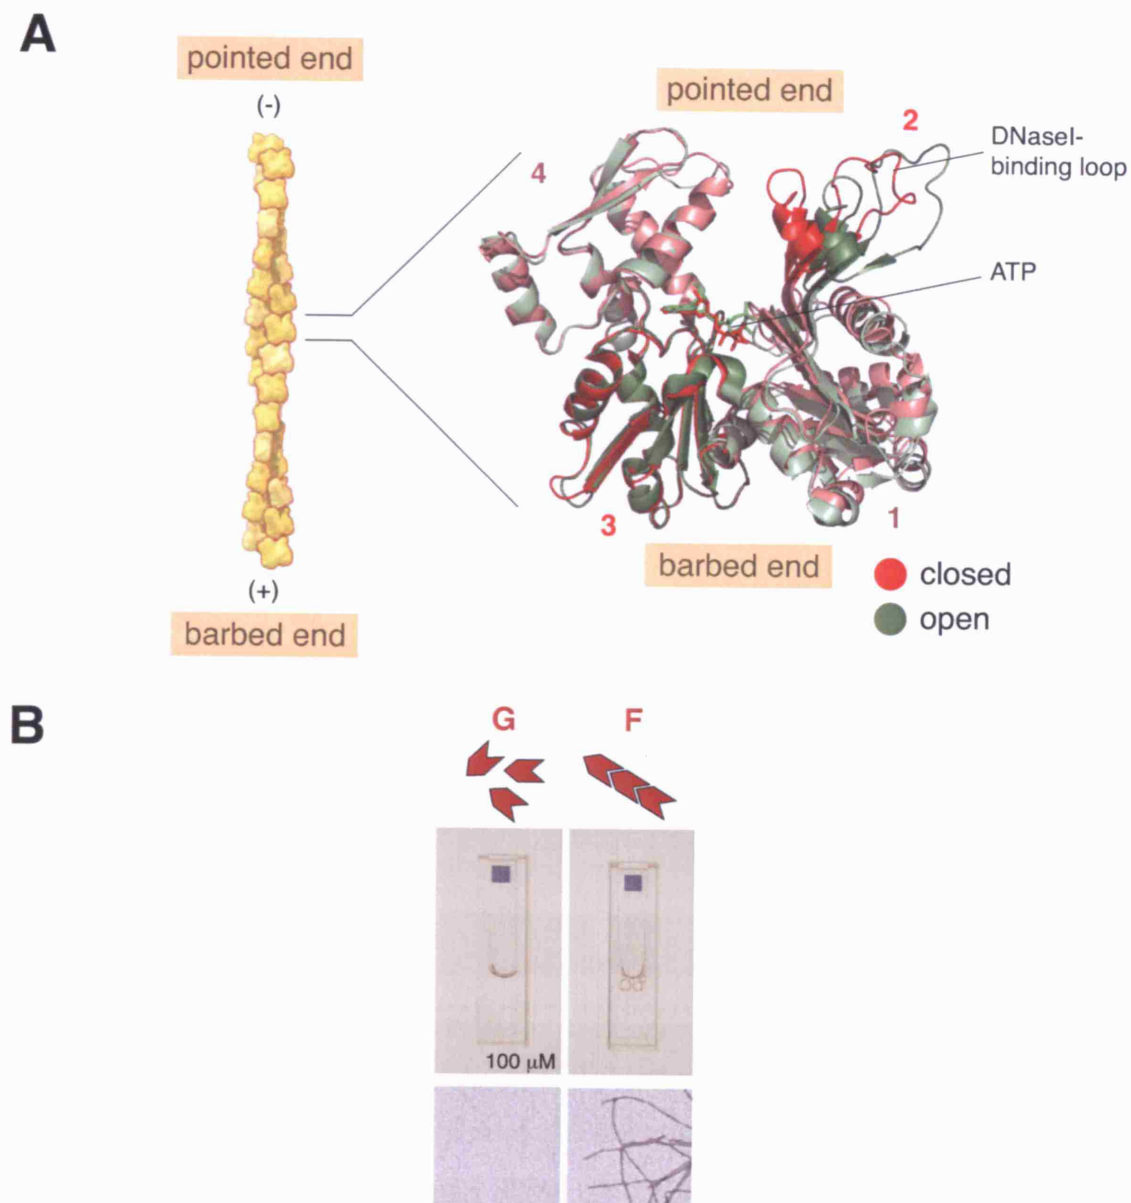 A
pointed end
(-)
(+)
barbed end
pointed end
2
DNaseI-
binding loop
4
ATP
3
1
barbed end
closed
open
B
G
F
100 μM